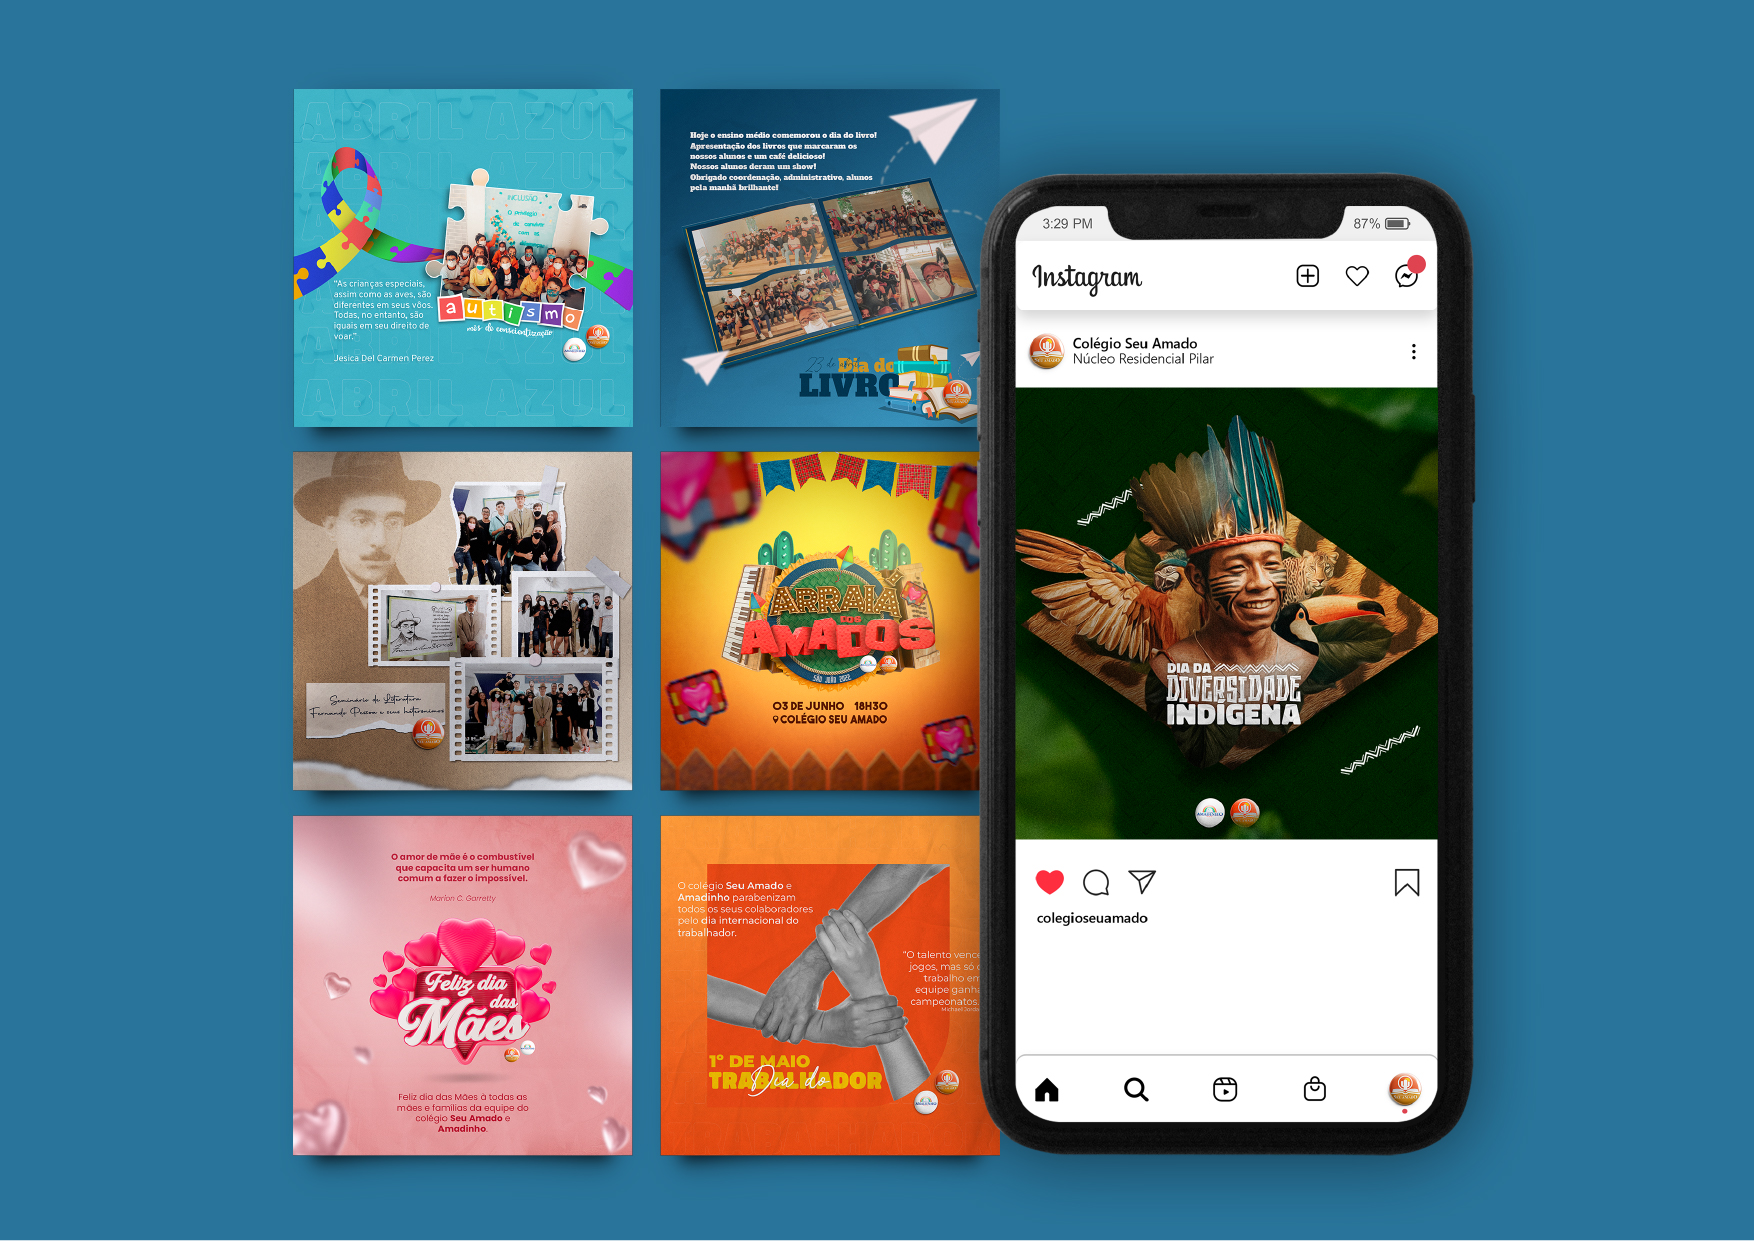 ABRIL AZUL
ABRIL AZUL
INCLUSÃO
O privilégio
de conviver
com as
diferenças
"As crianças especiais,
assim como as aves, são
diferentes em seus vôos.
Todas, no entanto, são
iguais em seu direito de
voar."
Jesica Del Carmen Perez
autismo
mês de conscientização
ABRIL AZUL
Hoje o ensino médio comemorou o dia do livro!
Apresentação dos livros que marcaram os
nossos alunos e um café delicioso!
Nossos alunos deram um show!
Obrigado coordenação, administrativo, alunos
pela manhã brilhante!
23 de
Dia do
LIVRO
Seminário de Literatura
Fernando Pessoa e seus heterônimos
ARRAIÁ
DOS
AMADOS
SÃO JOÃO 2022
03 DE JUNHO 18H30
COLÉGIO SEU AMADO
O amor de mãe é o combustível
que capacita um ser humano
comum a fazer o impossível.
Marion C. Garretty
Feliz dia
das
Mães
Feliz dia das Mães à todas as
mães e famílias da equipe do
colégio Seu Amado e
Amadinho.
O colégio Seu Amado e
Amadinho parabenizam
todos os seus colaboradores
pelo dia internacional do
trabalhador.
"O talento vence
jogos, mas só o
trabalho em
equipe ganha
campeonatos.
Michael Jorda
1º DE MAIO
Dia do
TRABALHADOR
3:29 PM
87%
Instagram
Colégio Seu Amado
Núcleo Residencial Pilar
DIA DA
DIVERSIDADE
INDÍGENA
colegioseuamado